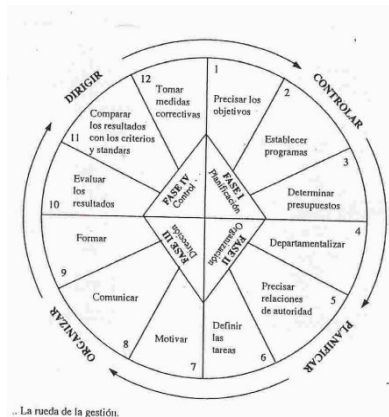 DIRIGIR
CONTROLAR
PLANIFICAR
ORGANIZAR
1
Precisar los
objetivos
2
Establecer
programas
3
Determinar
presupuestos
4
Departamentalizar
5
Precisar
relaciones
de autoridad
6
Definir
las
tareas
7
Motivar
8
Comunicar
9
Formar
10
Evaluar
los
resultados
11
Comparar
los resultados
con los criterios
y standars
12
Tomar
medidas
correctivas
FASE I
Planificación
FASE II
Organización
FASE III
Dirección
FASE IV
Control
.. La rueda de la gestión.